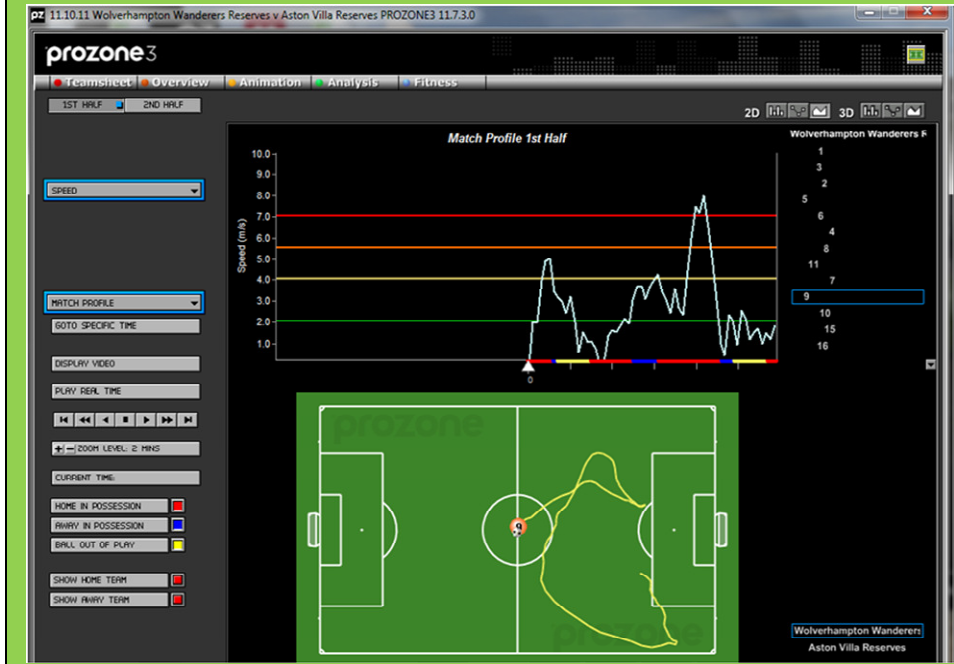 pz 11.10.11 Wolverhampton Wanderers Reserves v Aston Villa Reserves PROZONE3 11.7.3.0
prozone3
Teamsheet Overview Animation Analysis Fitness
1ST HALF 2ND HALF
2D 3D
Match Profile 1st Half
Wolverhampton Wanderers R
SPEED
MATCH PROFILE
GOTO SPECIFIC TIME
DISPLAY VIDEO
PLAY REAL TIME
+ - ZOOM LEVEL: 2 MINS
CURRENT TIME:
HOME IN POSSESSION
AWAY IN POSSESSION
BALL OUT OF PLAY
SHOW HOME TEAM
SHOW AWAY TEAM
Speed (m/s)
10.0
9.0
8.0
7.0
6.0
5.0
4.0
3.0
2.0
1.0
0
1
3
2
5
6
4
8
11
7
9
10
15
16
prozone
9
prozone
Wolverhampton Wanderers
Aston Villa Reserves